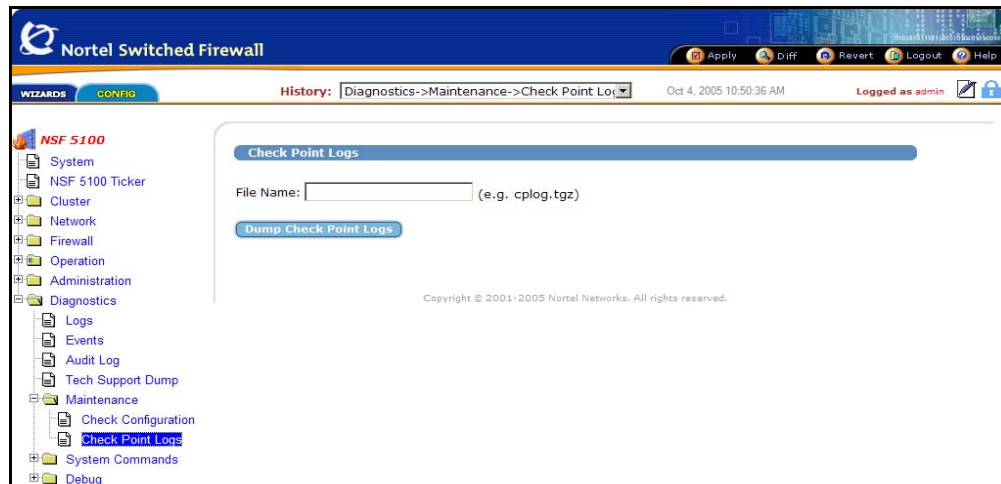 Nortel Switched Firewall
Apply Diff Revert Logout Help
WIZARDS CONFIG
History: Diagnostics->Maintenance->Check Point Log
Oct 4, 2005 10:50:36 AM
Logged as admin
NSF 5100
System
NSF 5100 Ticker
Cluster
Network
Firewall
Operation
Administration
Diagnostics
Logs
Events
Audit Log
Tech Support Dump
Maintenance
Check Configuration
Check Point Logs
System Commands
Debug
Check Point Logs
File Name: (e.g. cplog.tgz)
Dump Check Point Logs
Copyright © 2001-2005 Nortel Networks. All rights reserved.